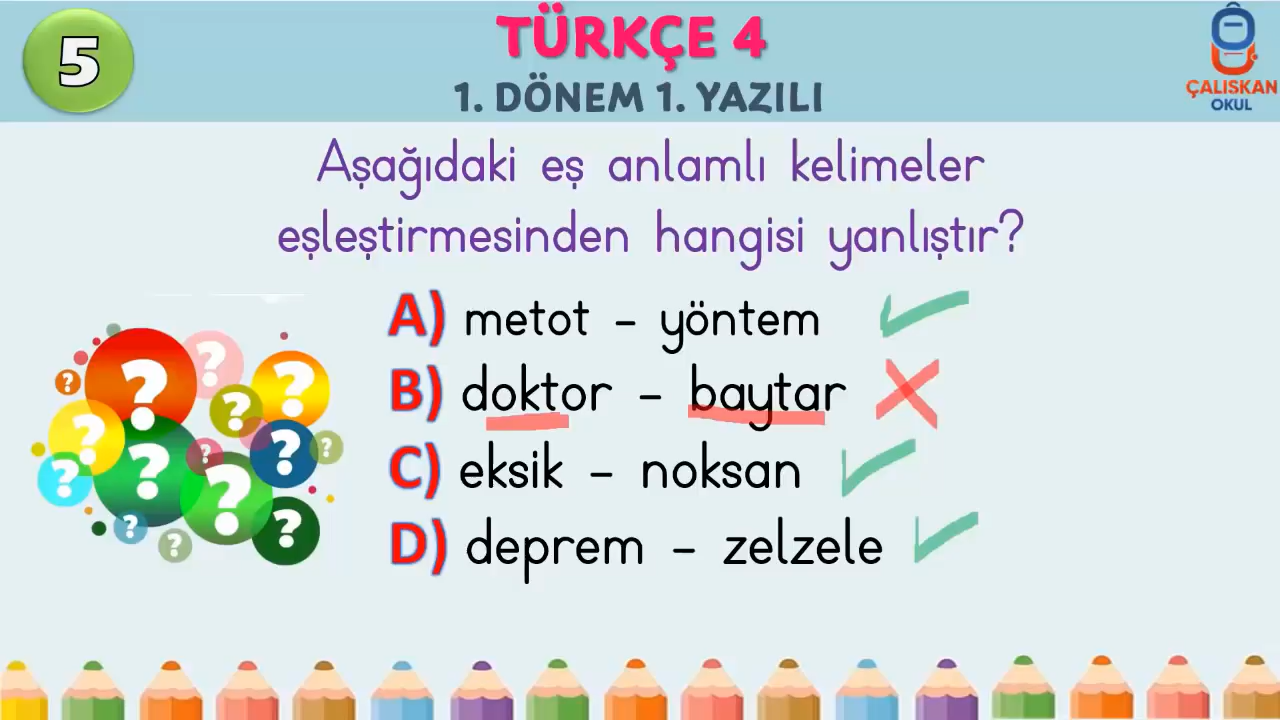 5
TÜRKÇE 4
1. DÖNEM 1. YAZILI
ÇALISKAN
OKUL
Aşağıdaki eş anlamlı kelimeler
eşleştirmesinden hangisi yanlıştır?
A) metot - yöntem
B) doktor - baytar
C) eksik - noksan
D) deprem - zelzele
? ? ? ? ? ? ? ? ? ? ? ? ? ?